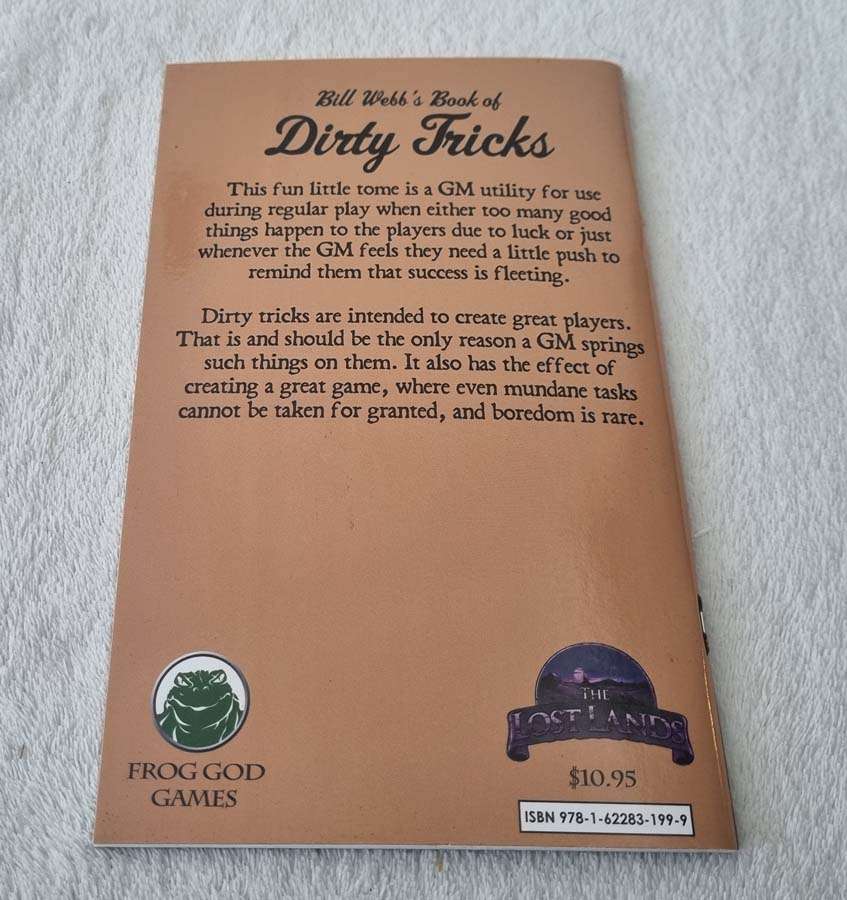 Bill Webb's Book of
Dirty Tricks
This fun little tome is a GM utility for use
during regular play when either too many good
things happen to the players due to luck or just
whenever the GM feels they need a little push to
remind them that success is fleeting.
Dirty tricks are intended to create great players.
That is and should be the only reason a GM springs
such things on them. It also has the effect of
creating a great game, where even mundane tasks
cannot be taken for granted, and boredom is rare.
FROG GOD
GAMES
THE
LOST LANDS
$10.95
ISBN 978-1-62283-199-9